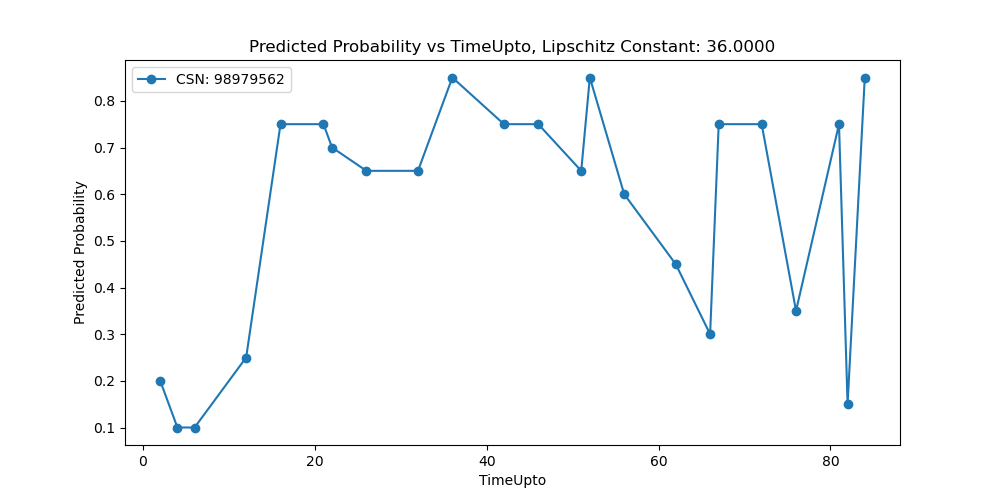 Predicted Probability vs TimeUpto, Lipschitz Constant: 36.0000
CSN: 98979562
Predicted Probability
0.8
0.7
0.6
0.5
0.4
0.3
0.2
0.1
0 20 40 60 80
TimeUpto